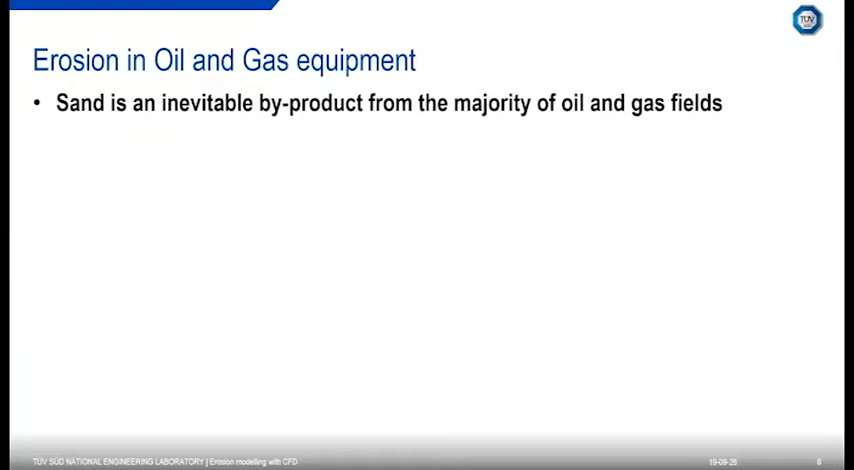 TÜV
Erosion in Oil and Gas equipment
• Sand is an inevitable by-product from the majority of oil and gas fields
TÜV SÜD NATIONAL ENGINEERING LABORATORY | Erosion modelling with CFD